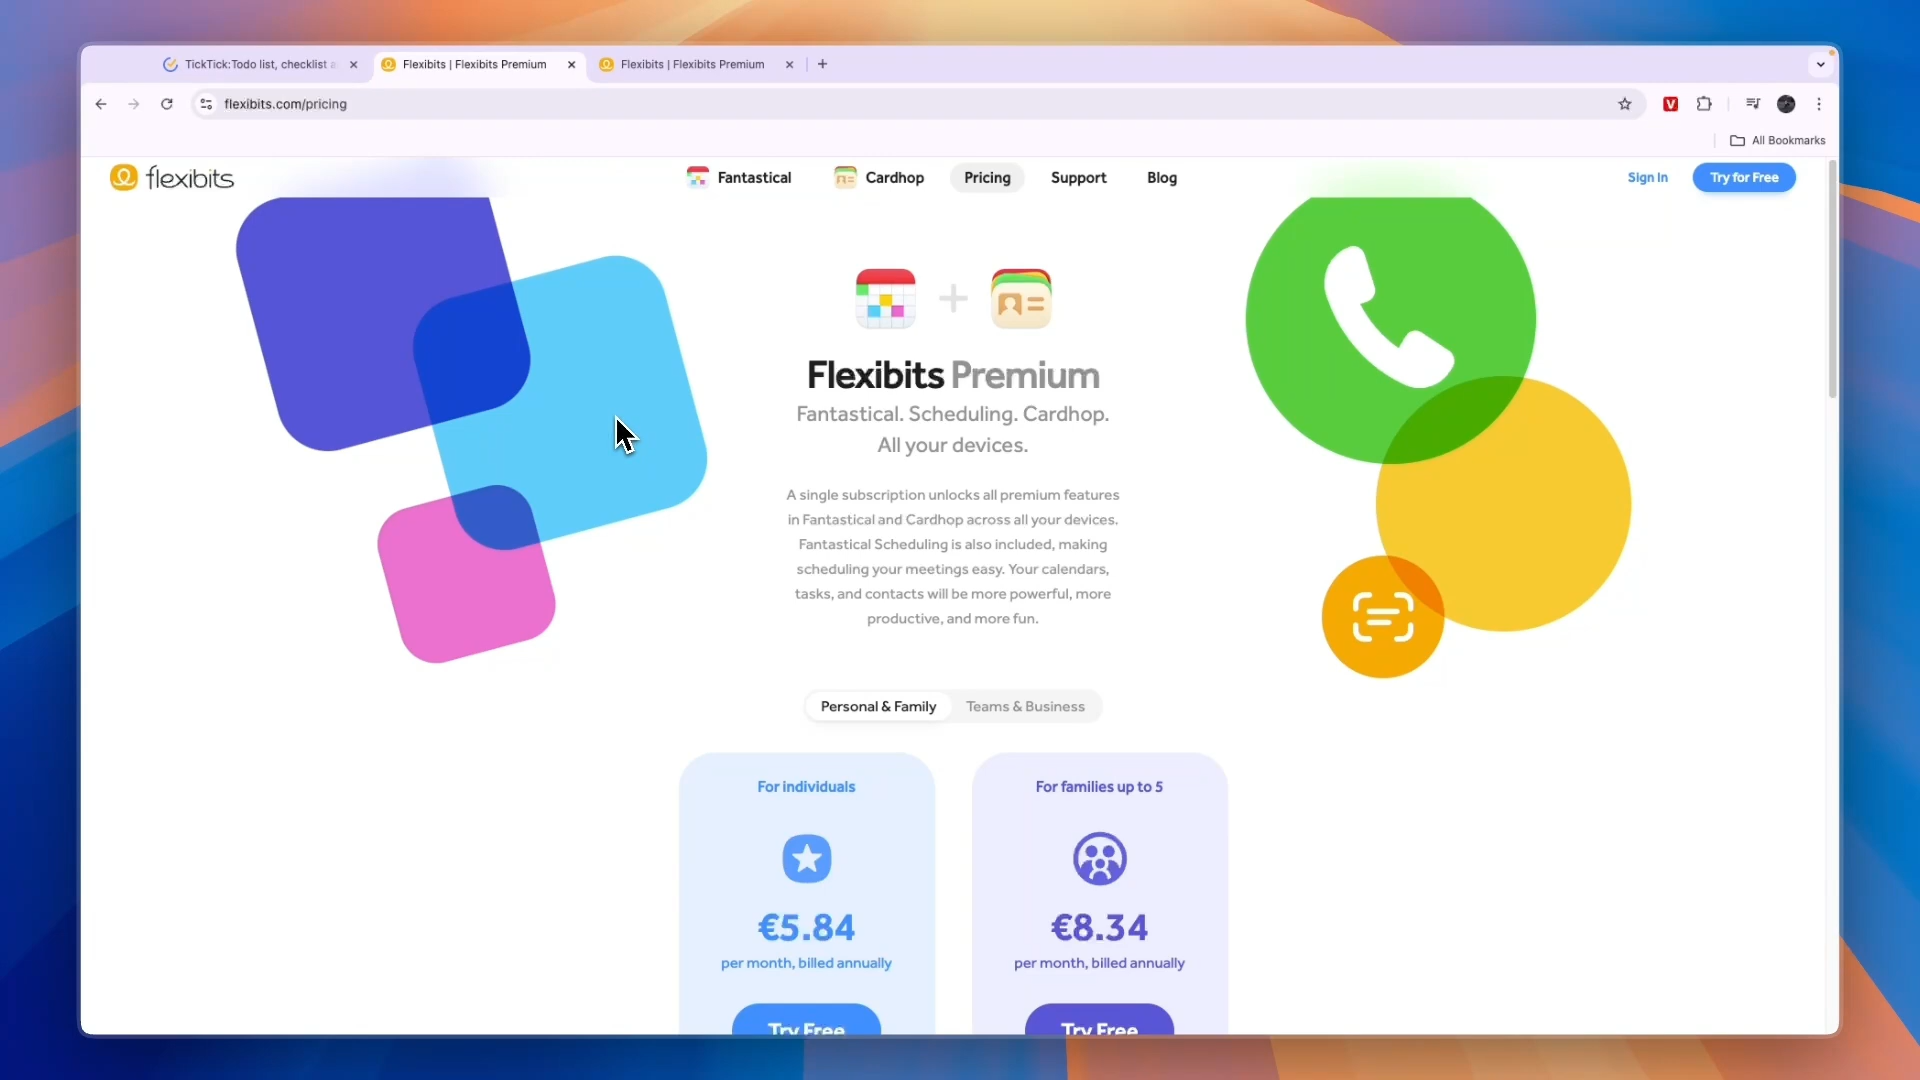 TickTick:Todo list, checklist a
Flexibits | Flexibits Premium
Flexibits | Flexibits Premium
flexibits.com/pricing
V
All Bookmarks
flexibits
Fantastical
Cardhop
Pricing
Support
Blog
Sign In
Try for Free
Flexibits Premium
Fantastical. Scheduling. Cardhop.
All your devices.
A single subscription unlocks all premium features
in Fantastical and Cardhop across all your devices.
Fantastical Scheduling is also included, making
scheduling your meetings easy. Your calendars,
tasks, and contacts will be more powerful, more
productive, and more fun.
Personal & Family
Teams & Business
For individuals
€5.84
per month, billed annually
Try Free
For families up to 5
€8.34
per month, billed annually
Try Free